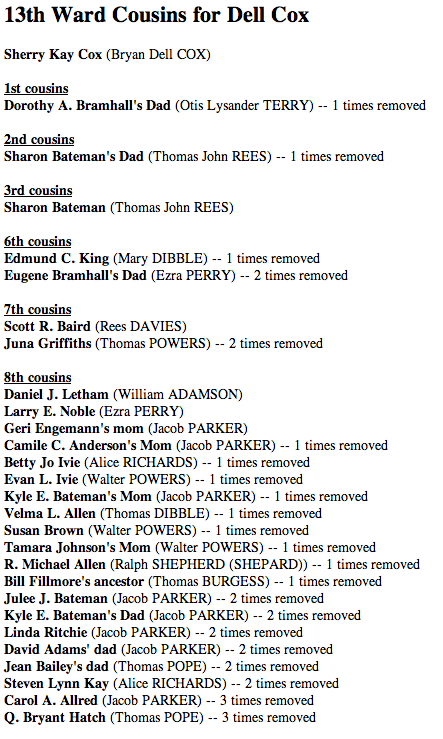 13th Ward Cousins for Dell Cox
Sherry Kay Cox (Bryan Dell COX)
1st cousins
Dorothy A. Bramhall's Dad (Otis Lysander TERRY) -- 1 times removed
2nd cousins
Sharon Bateman's Dad (Thomas John REES) -- 1 times removed
3rd cousins
Sharon Bateman (Thomas John REES)
6th cousins
Edmund C. King (Mary DIBBLE) -- 1 times removed
Eugene Bramhall's Dad (Ezra PERRY) -- 2 times removed
7th cousins
Scott R. Baird (Rees DAVIES)
Juna Griffiths (Thomas POWERS) -- 2 times removed
8th cousins
Daniel J. Letham (William ADAMSON)
Larry E. Noble (Ezra PERRY)
Geri Engemann's mom (Jacob PARKER)
Camile C. Anderson's Mom (Jacob PARKER) -- 1 times removed
Betty Jo Ivie (Alice RICHARDS) -- 1 times removed
Evan L. Ivie (Walter POWERS) -- 1 times removed
Kyle E. Bateman's Mom (Jacob PARKER) -- 1 times removed
Velma L. Allen (Thomas DIBBLE) -- 1 times removed
Susan Brown (Walter POWERS) -- 1 times removed
Tamara Johnson's Mom (Walter POWERS) -- 1 times removed
R. Michael Allen (Ralph SHEPHERD (SHEPARD)) -- 1 times removed
Bill Fillmore's ancestor (Thomas BURGESS) -- 1 times removed
Julee J. Bateman (Jacob PARKER) -- 2 times removed
Kyle E. Bateman's Dad (Jacob PARKER) -- 2 times removed
Linda Ritchie (Jacob PARKER) -- 2 times removed
David Adams' dad (Jacob PARKER) -- 2 times removed
Jean Bailey's dad (Thomas POPE) -- 2 times removed
Steven Lynn Kay (Alice RICHARDS) -- 2 times removed
Carol A. Allred (Jacob PARKER) -- 3 times removed
Q. Bryant Hatch (Thomas POPE) -- 3 times removed